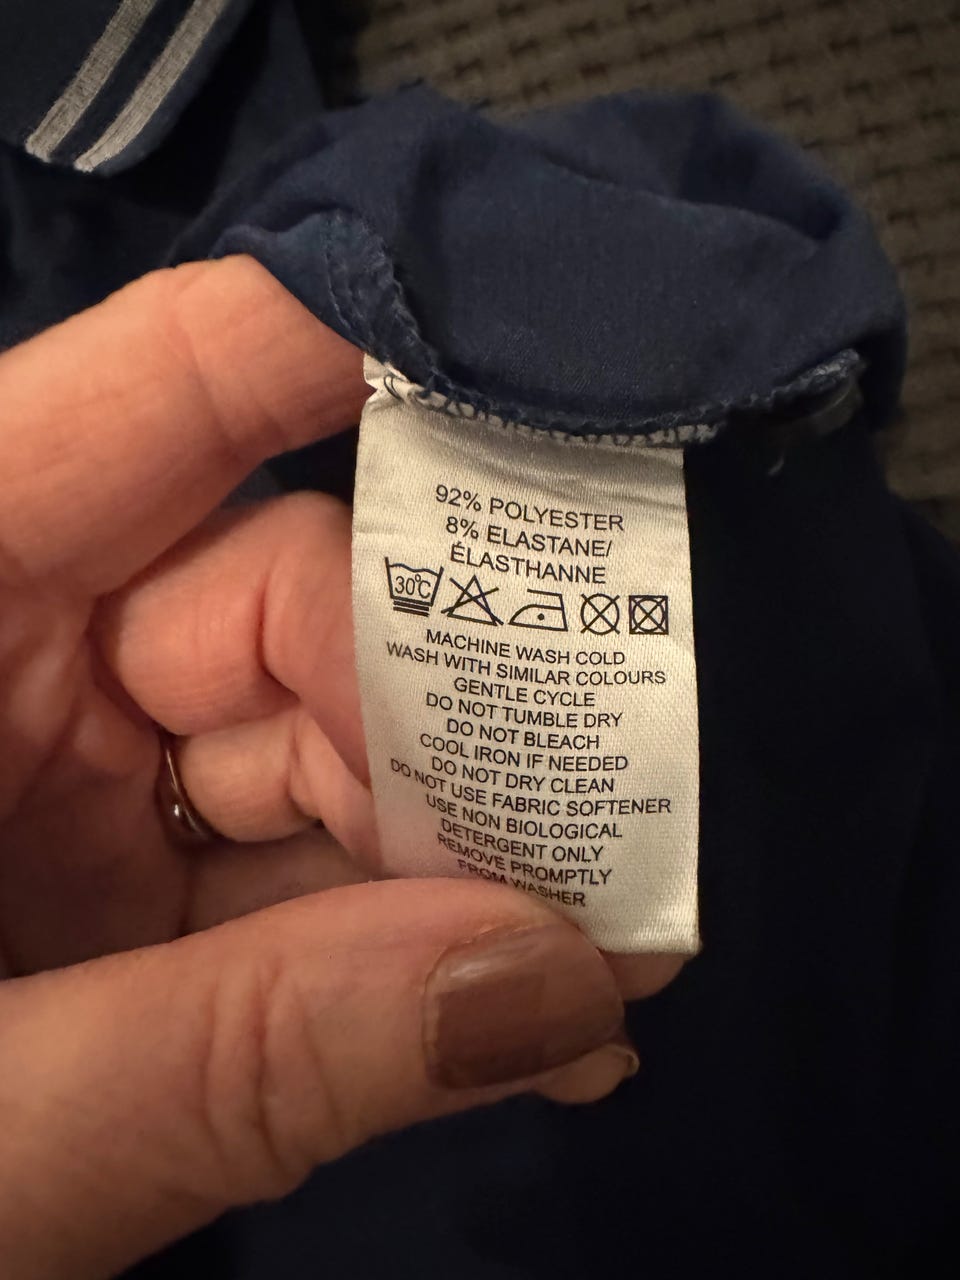 92% POLYESTER
8% ELASTANE/
ÉLASTHANNE
30°C
MACHINE WASH COLD
WASH WITH SIMILAR COLOURS
GENTLE CYCLE
DO NOT TUMBLE DRY
DO NOT BLEACH
COOL IRON IF NEEDED
DO NOT DRY CLEAN
DO NOT USE FABRIC SOFTENER
USE NON BIOLOGICAL
DETERGENT ONLY
REMOVE PROMPTLY
FROM WASHER